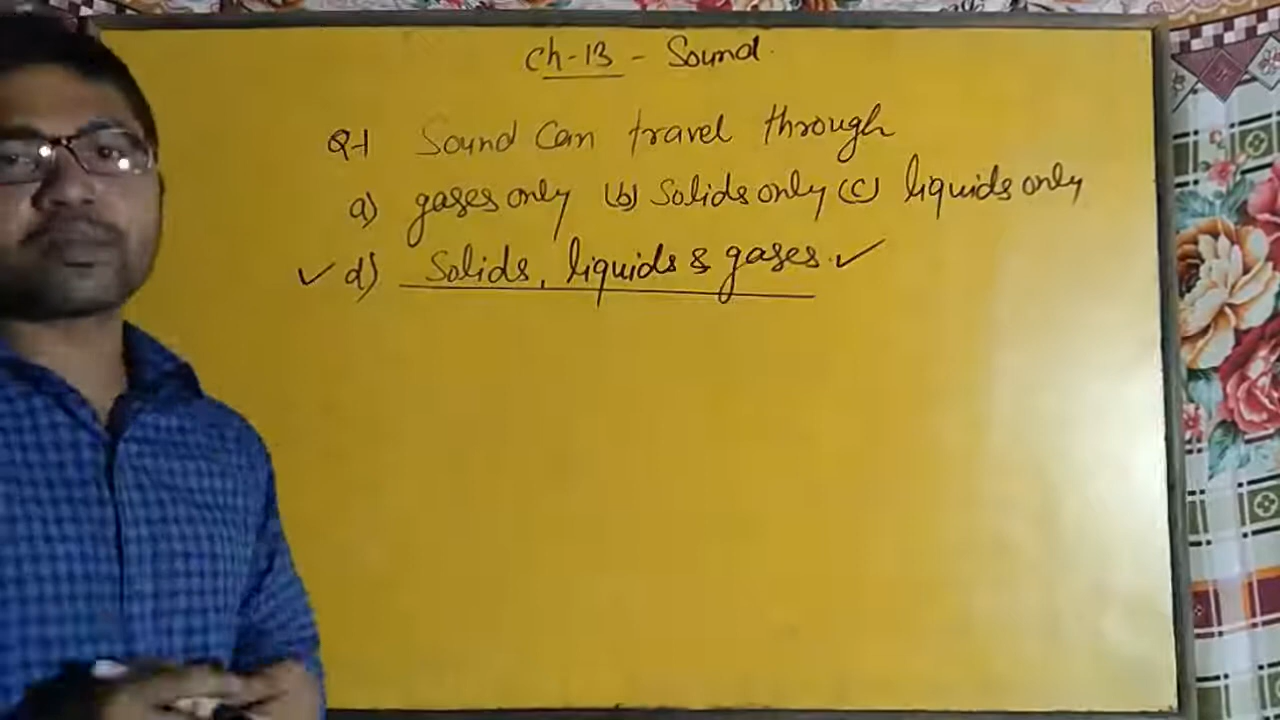 Ch-13 - Sound.
Q-1 Sound Can travel through
a) gases only (b) Solids only (c) liquids only
✓ d) Solids, liquids & gases. ✓